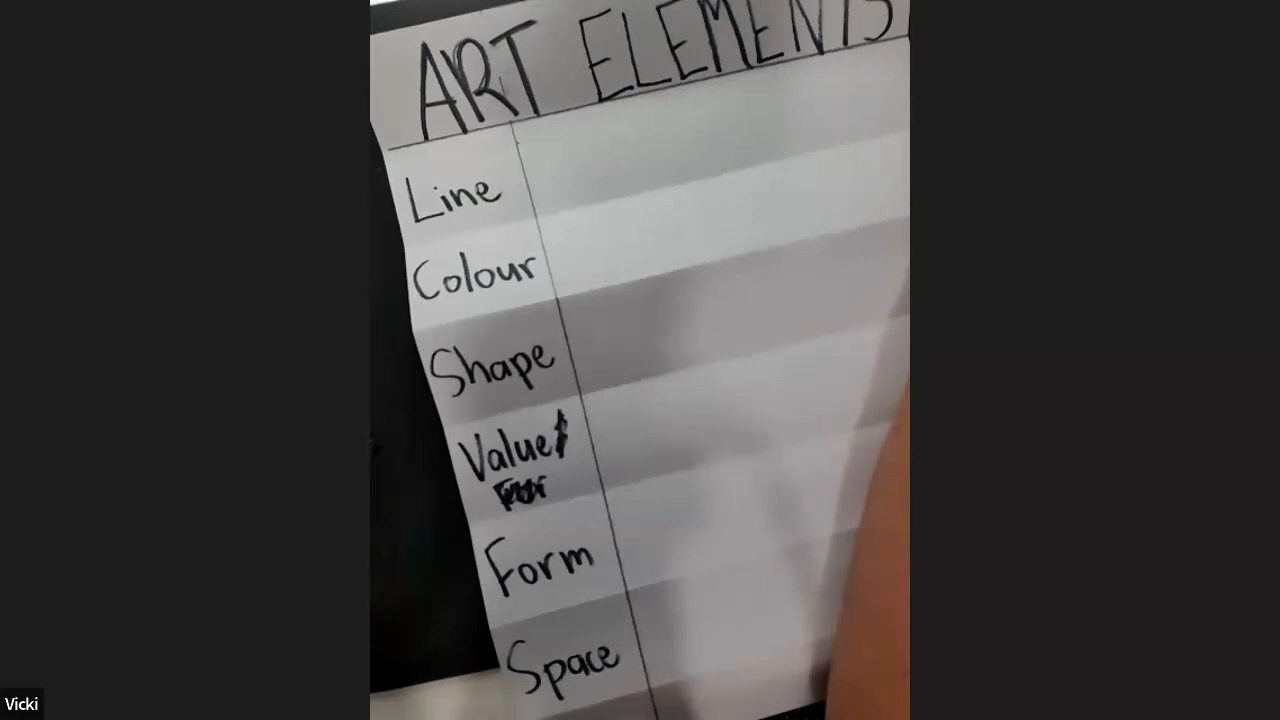 ART ELEMENTS
Line
Colour
Shape
Value
Form
Space
Vicki